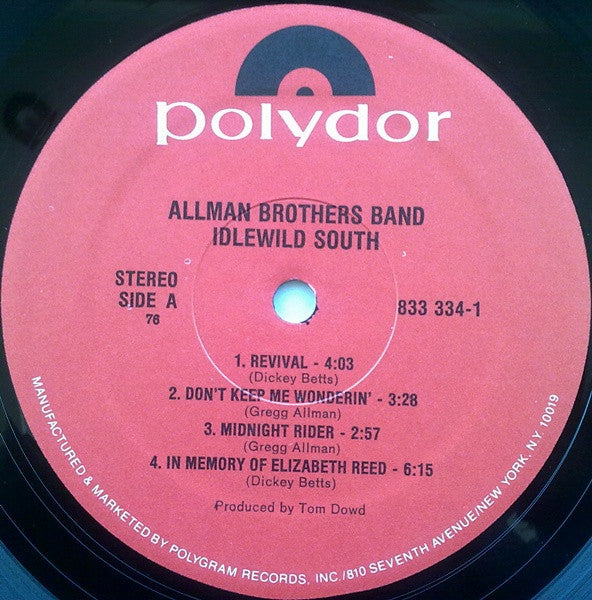 polydor
ALLMAN BROTHERS BAND
IDLEWILD SOUTH
STEREO
SIDE A
76
833 334-1
1. REVIVAL - 4:03
(Dickey Betts)
2. DON'T KEEP ME WONDERIN' - 3:28
(Gregg Allman)
3. MIDNIGHT RIDER - 2:57
(Gregg Allman)
4. IN MEMORY OF ELIZABETH REED - 6:15
(Dickey Betts)
Produced by Tom Dowd
MANUFACTURED & MARKETED BY POLYGRAM RECORDS, INC./810 SEVENTH AVENUE/NEW YORK. NY 10019